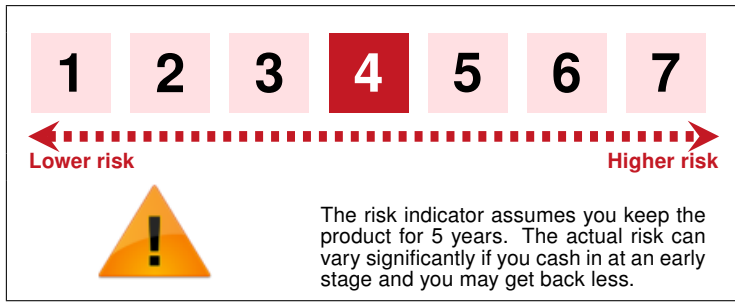 1 2 3 4 5 6 7
Lower risk Higher risk
!
The risk indicator assumes you keep the
product for 5 years. The actual risk can
vary significantly if you cash in at an early
stage and you may get back less.